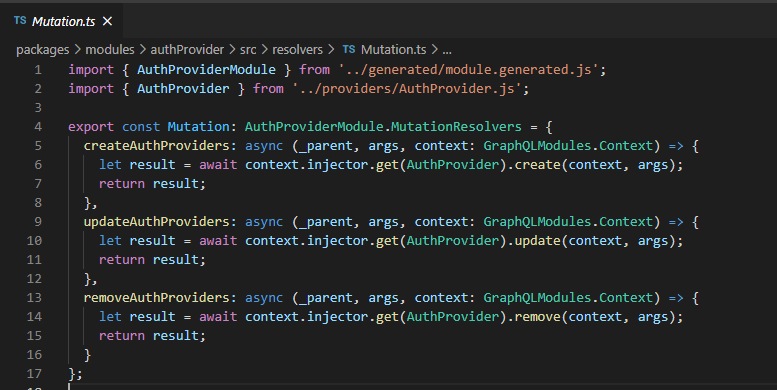 TS Mutation.ts ×
packages > modules > authProvider > src > resolvers > TS Mutation.ts > ...
1 import { AuthProviderModule } from '../generated/module.generated.js';
2 import { AuthProvider } from '../providers/AuthProvider.js';
3
4 export const Mutation: AuthProviderModule.MutationResolvers = {
5   createAuthProviders: async (_parent, args, context: GraphQLModules.Context) => {
6     let result = await context.injector.get(AuthProvider).create(context, args);
7     return result;
8   },
9   updateAuthProviders: async (_parent, args, context: GraphQLModules.Context) => {
10     let result = await context.injector.get(AuthProvider).update(context, args);
11     return result;
12   },
13   removeAuthProviders: async (_parent, args, context: GraphQLModules.Context) => {
14     let result = await context.injector.get(AuthProvider).remove(context, args);
15     return result;
16   }
17 };
18